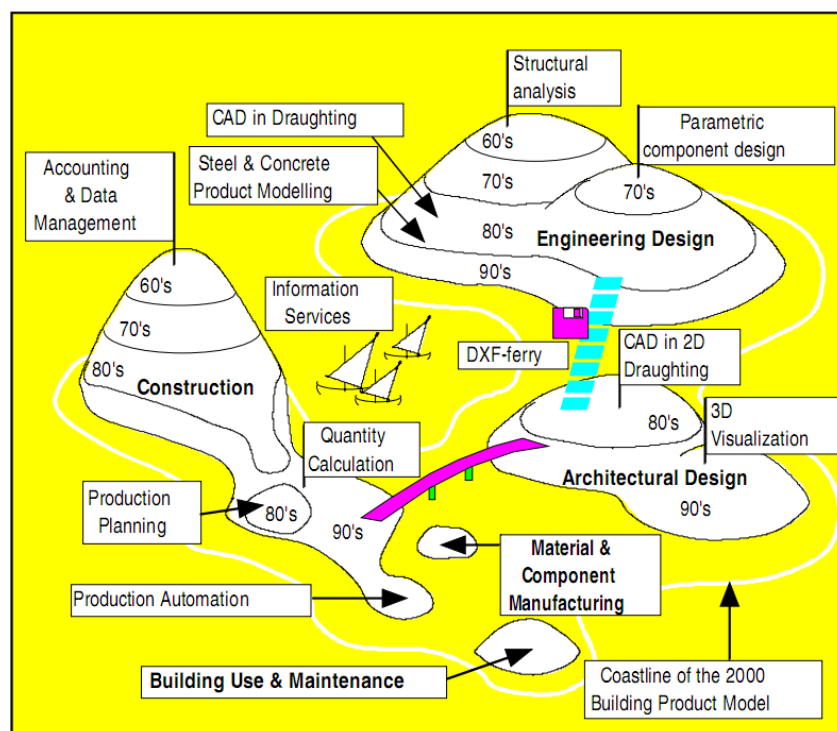 Structural
analysis
CAD in Draughting
Parametric
component design
Steel & Concrete
Product Modelling
Accounting
& Data
Management
60's
70's
70's
80's
Engineering Design
90's
60's
Information
Services
70's
80's
Construction
DXF-ferry
CAD in 2D
Draughting
80's
3D
Visualization
Quantity
Calculation
Architectural Design
Production
Planning
80's
90's
90's
Material &
Component
Manufacturing
Production Automation
Building Use & Maintenance
Coastline of the 2000
Building Product Model